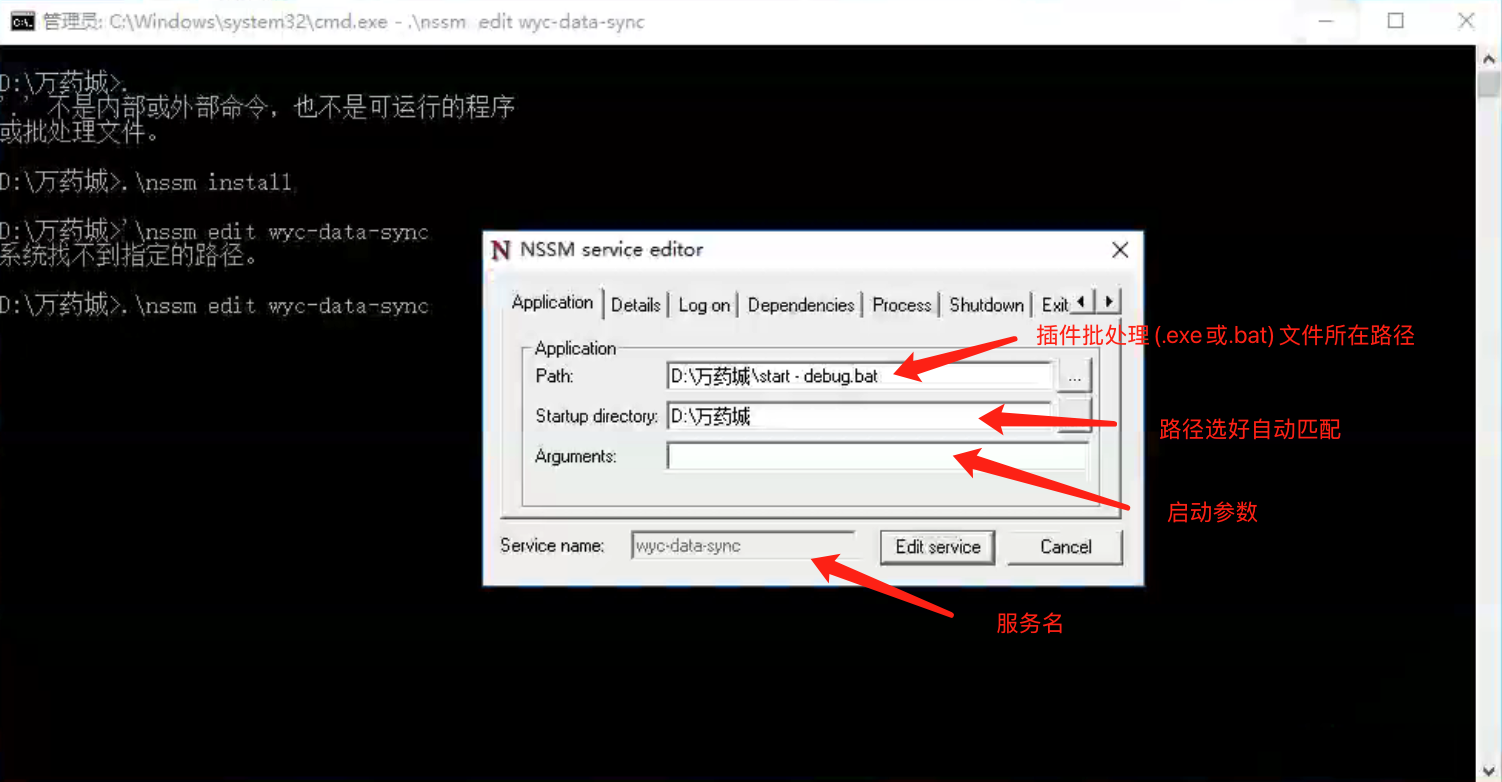 管理员: C:\Windows\system32\cmd.exe - .\nssm edit wyc-data-sync
D:\万药城>.
'.' 不是内部或外部命令，也不是可运行的程序
或批处理文件。
D:\万药城>.\nssm install
D:\万药城>'\nssm edit wyc-data-sync
系统找不到指定的路径。
D:\万药城>.\nssm edit wyc-data-sync
NSSM service editor
Application Details Log on Dependencies Process Shutdown Exit
插件批处理(.exe或.bat)文件所在路径
Application
Path: D:\万药城\start - debug.bat ...
Startup directory: D:\万药城
路径选好自动匹配
Arguments:
启动参数
Service name: wyc-data-sync Edit service Cancel
服务名